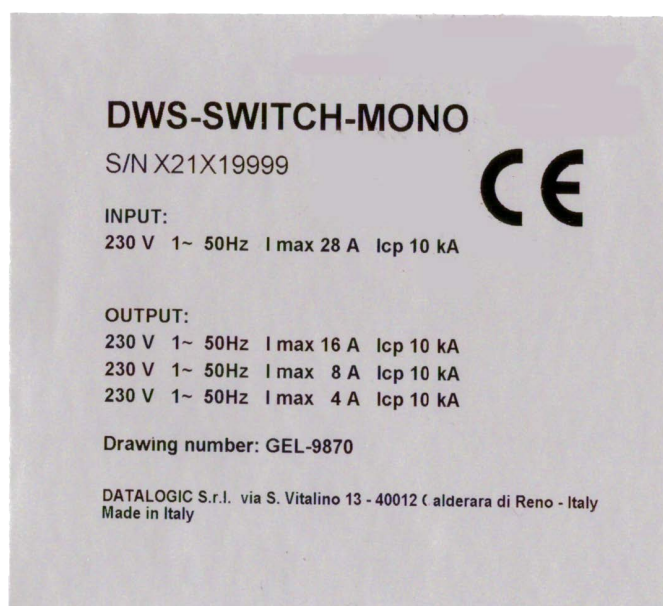 DWS-SWITCH-MONO
S/N X21X19999
CE
INPUT:
230 V 1~ 50Hz I max 28 A Icp 10 kA
OUTPUT:
230 V 1~ 50Hz I max 16 A Icp 10 kA
230 V 1~ 50Hz I max 8 A Icp 10 kA
230 V 1~ 50Hz I max 4 A Icp 10 kA
Drawing number: GEL-9870
DATALOGIC S.r.l. via S. Vitalino 13 - 40012 Calderara di Reno - Italy
Made in Italy